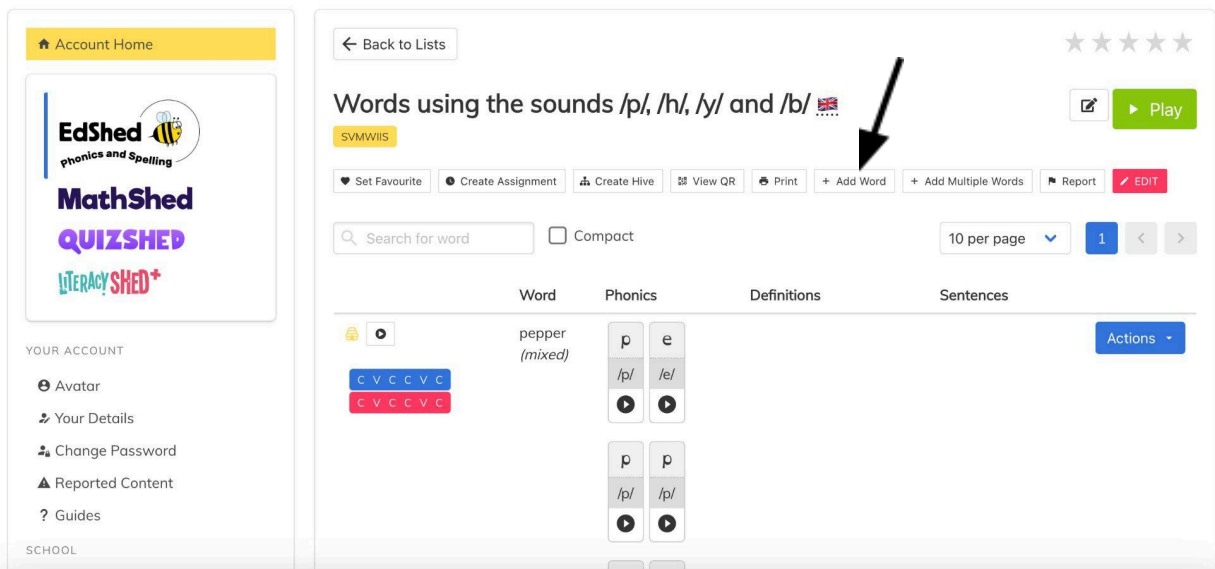 Account Home
EdShed
Phonics and Spelling
MathShed
QUIZSHED
LITERACY SHED+
YOUR ACCOUNT
Avatar
Your Details
Change Password
Reported Content
? Guides
SCHOOL
← Back to Lists
Words using the sounds /p/, /h/, /y/ and /b/
SVMWIIS
Play
Set Favourite Create Assignment Create Hive View QR Print + Add Word + Add Multiple Words Report EDIT
Search for word Compact 10 per page 1 < >
Word Phonics Definitions Sentences
pepper p e Actions
(mixed)
/p/ /e/
C V C C V C
C V C C V C
p p
/p/ /p/